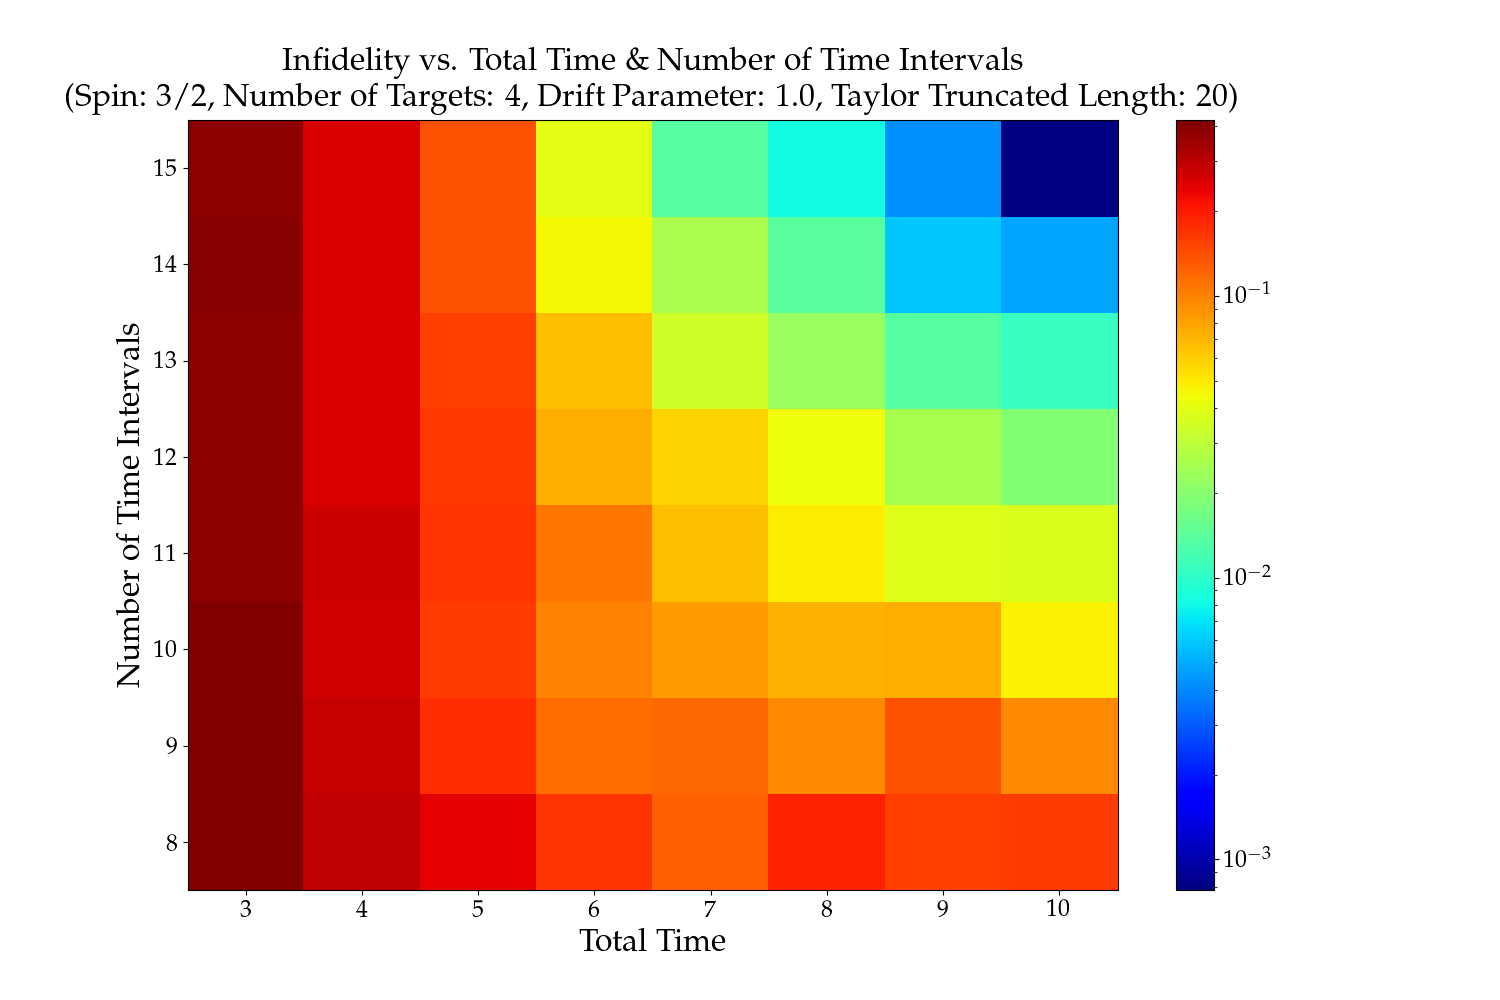 Infidelity vs. Total Time & Number of Time Intervals
(Spin: 3/2, Number of Targets: 4, Drift Parameter: 1.0, Taylor Truncated Length: 20)
Number of Time Intervals
15
14
13
12
11
10
9
8
3 4 5 6 7 8 9 10
Total Time
10⁻¹
10⁻²
10⁻³